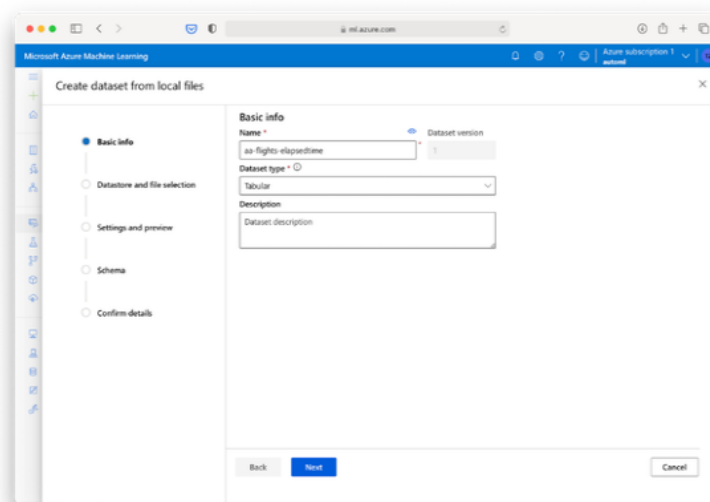 ml.azure.com
Microsoft Azure Machine Learning
Azure subscription 1
automl
Create dataset from local files
Basic info
Datastore and file selection
Settings and preview
Schema
Confirm details
Basic info
Name *
Dataset version
aa-flights-elapsedtime
*
1
Dataset type *
Tabular
Description
Dataset description
Back
Next
Cancel